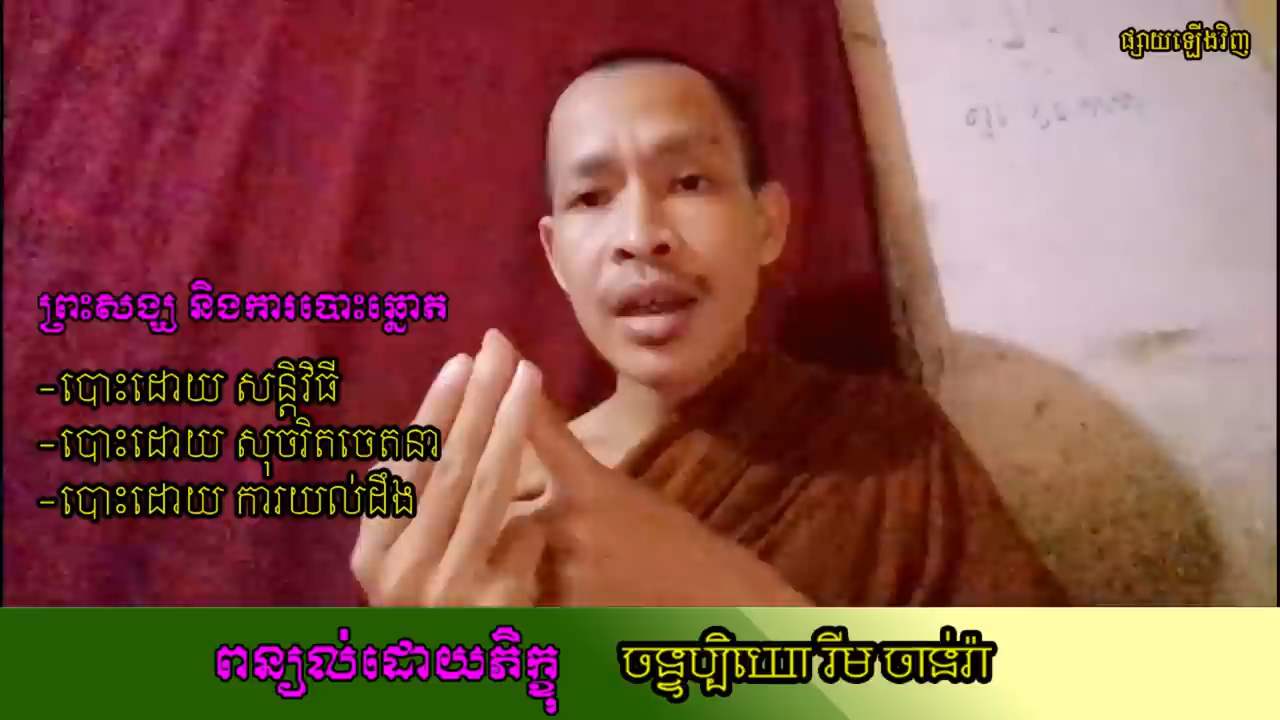 ផ្សាយឡើងវិញ
ព្រះសង្ឃ និងការបោះឆ្នោត
-បោះដោយ សន្តិវិធី
-បោះដោយ សុចរិតចេតនា
-បោះដោយ ការយល់ដឹង
ពន្យល់ដោយភិក្ខុ ចន្ទប្បិយោ រីម ចាន់រ៉ា